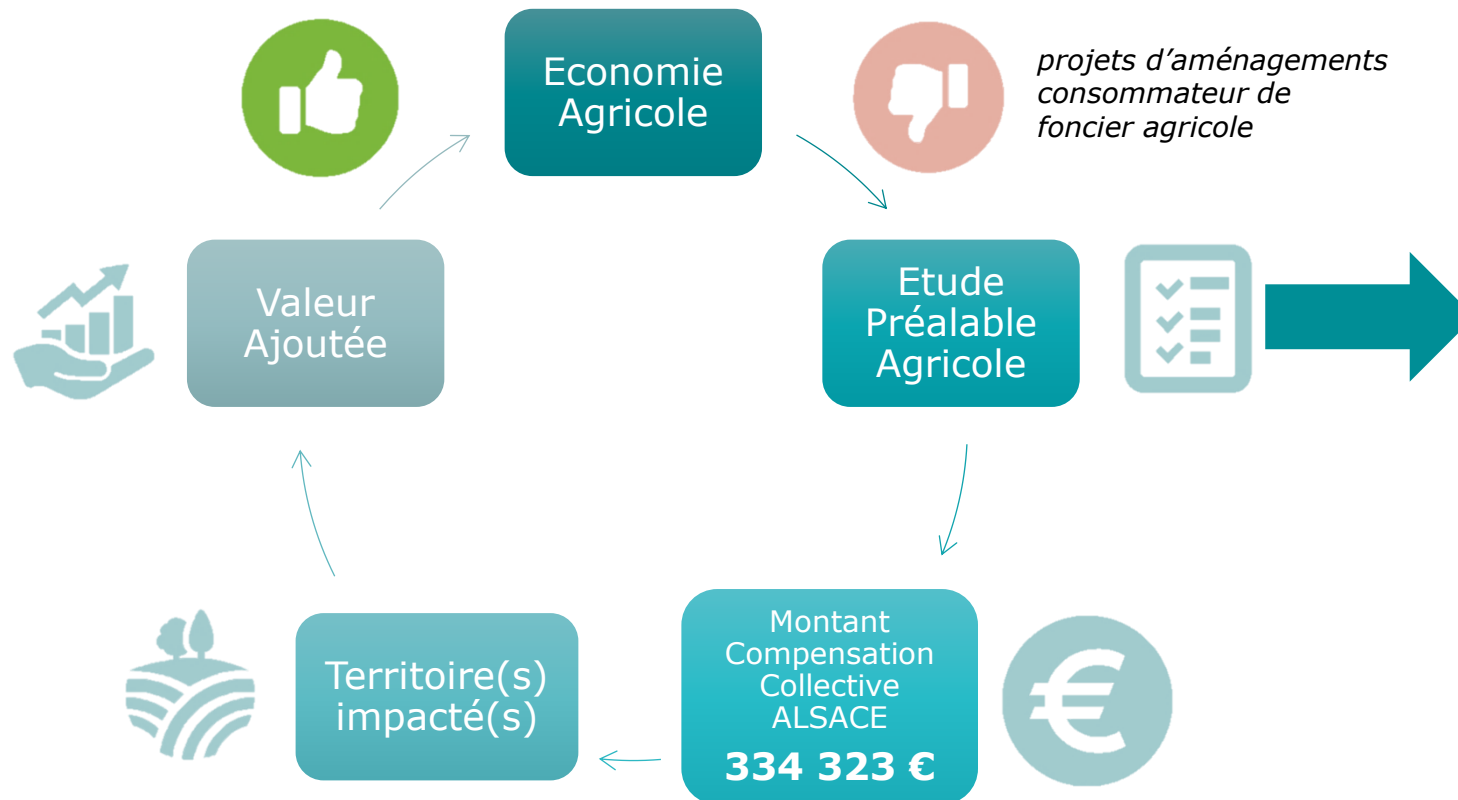 Economie
Agricole
projets d'aménagements
consommateur de
foncier agricole
Etude
Préalable
Agricole
Montant
Compensation
Collective
ALSACE
334 323 €
Territoire(s)
impacté(s)
Valeur
Ajoutée
€